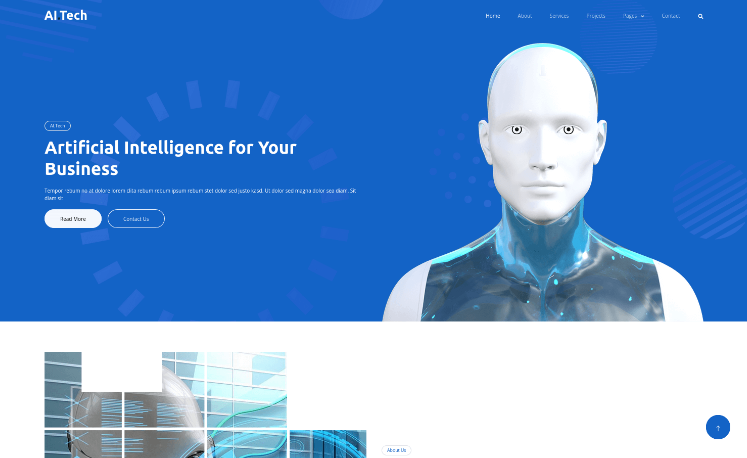 AI Tech
Home About Services Projects Pages Contact
AI Tech
Artificial Intelligence for Your
Business
Tempor rebum no at dolore lorem clita rebum rebum ipsum rebum stet dolor sed justo kasd. Ut dolor sed magna dolor sea diam. Sit
diam sit
Read More Contact Us
About Us